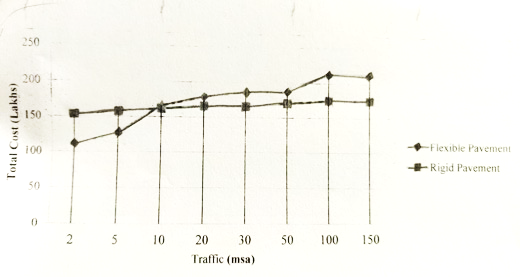 250
200
150
100
50
0
Total Cost (Lakhs)
2 5 10 20 30 50 100 150
Traffic (msa)
Flexible Pavement
Rigid Pavement